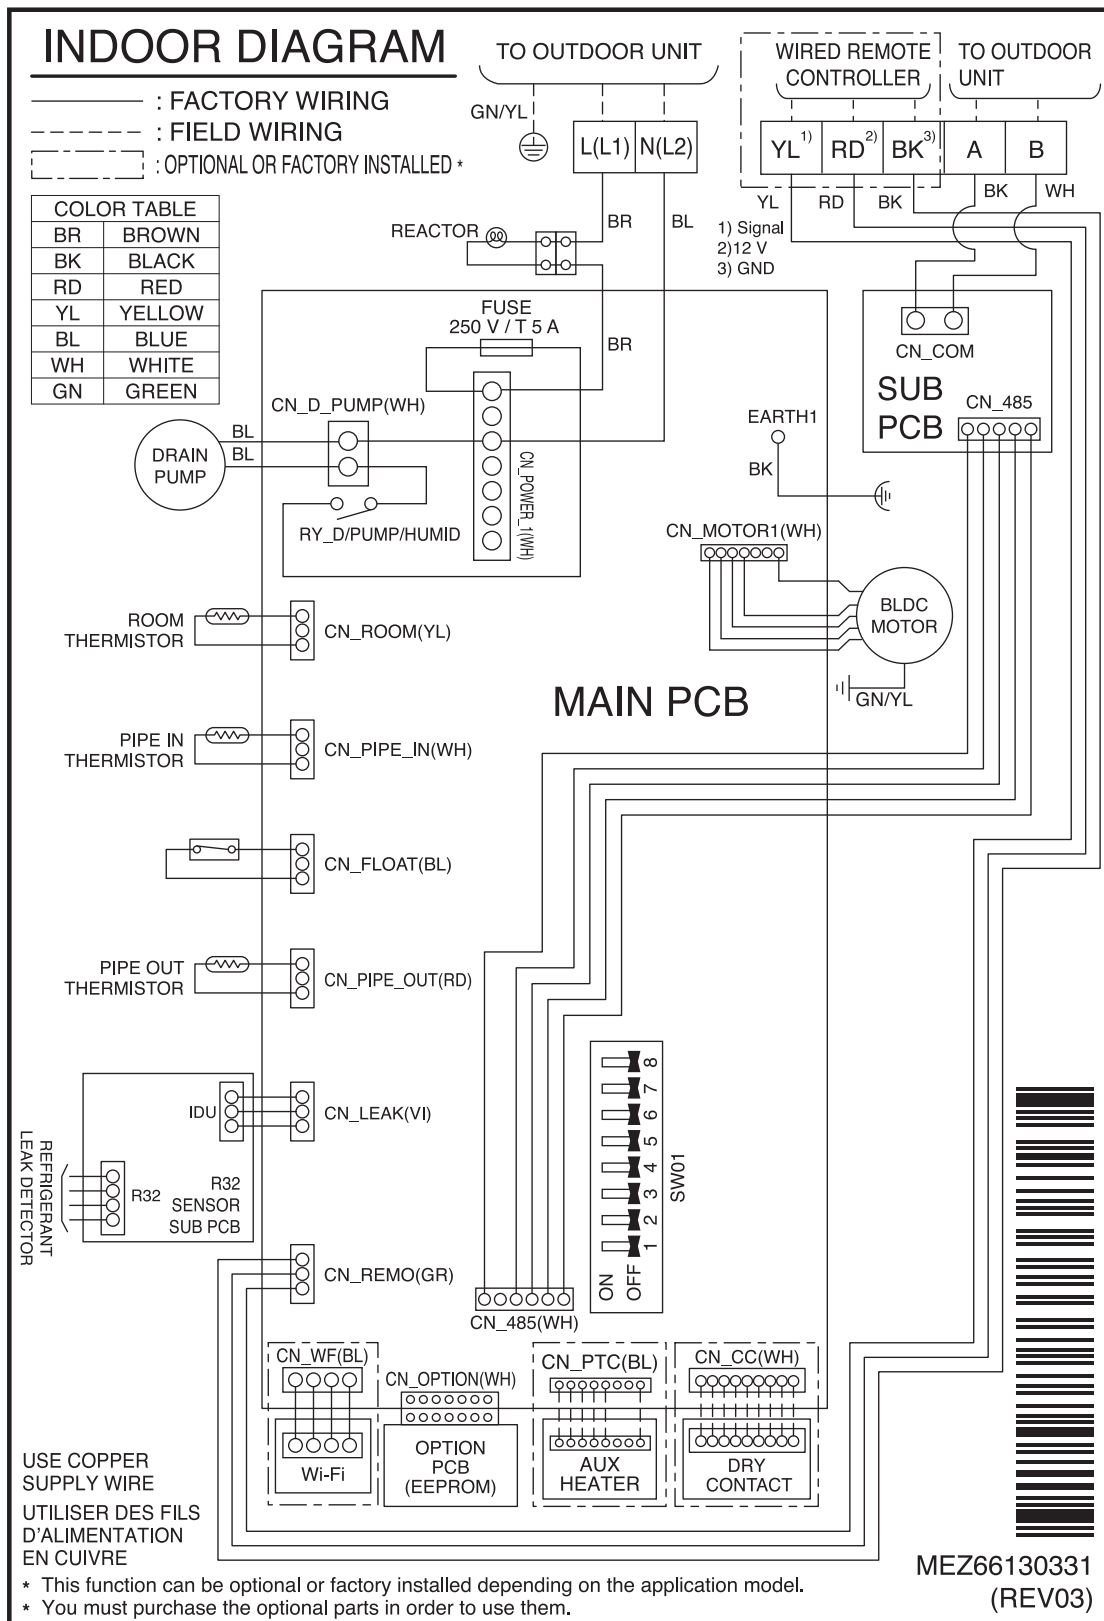 INDOOR DIAGRAM
: FACTORY WIRING
: FIELD WIRING
: OPTIONAL OR FACTORY INSTALLED *
COLOR TABLE
BR BROWN
BK BLACK
RD RED
YL YELLOW
BL BLUE
WH WHITE
GN GREEN
TO OUTDOOR UNIT
GN/YL
L(L1) N(L2)
WIRED REMOTE
CONTROLLER
TO OUTDOOR
UNIT
YL 1) RD 2) BK 3) A B
YL RD BK BK WH
1) Signal
2)12 V
3) GND
REACTOR
BR
BL
BR
FUSE
250 V / T 5 A
CN_D_PUMP(WH)
CN_POWER_1(WH)
DRAIN
PUMP
BL
BL
RY_D/PUMP/HUMID
CN_COM
SUB
PCB
CN_485
EARTH1
BK
CN_MOTOR1(WH)
BLDC
MOTOR
GN/YL
MAIN PCB
ROOM
THERMISTOR
CN_ROOM(YL)
PIPE IN
THERMISTOR
CN_PIPE_IN(WH)
CN_FLOAT(BL)
PIPE OUT
THERMISTOR
CN_PIPE_OUT(RD)
IDU
CN_LEAK(VI)
REFRIGERANT
LEAK DETECTOR
R32
R32
SENSOR
SUB PCB
CN_REMO(GR)
CN_485(WH)
1 2 3 4 5 6 7 8
ON
OFF
SW01
CN_WF(BL)
Wi-Fi
CN_OPTION(WH)
OPTION
PCB
(EEPROM)
CN_PTC(BL)
AUX
HEATER
CN_CC(WH)
DRY
CONTACT
USE COPPER
SUPPLY WIRE
UTILISER DES FILS
D'ALIMENTATION
EN CUIVRE
* This function can be optional or factory installed depending on the application model.
* You must purchase the optional parts in order to use them.
MEZ66130331
(REV03)